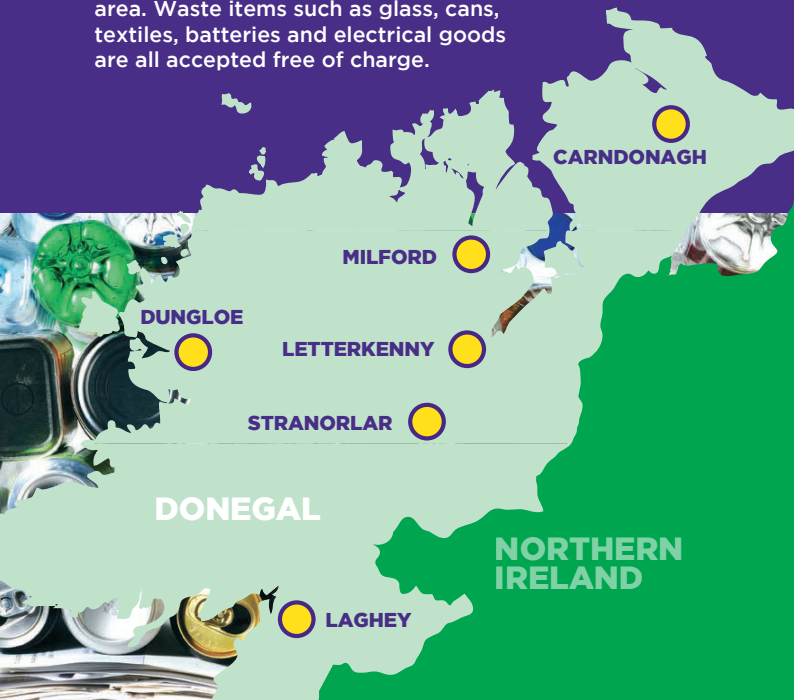 area. Waste items such as glass, cans,
textiles, batteries and electrical goods
are all accepted free of charge.
CARNDONAGH
MILFORD
DUNGLOE
LETTERKENNY
STRANORLAR
DONEGAL
NORTHERN
IRELAND
LAGHEY